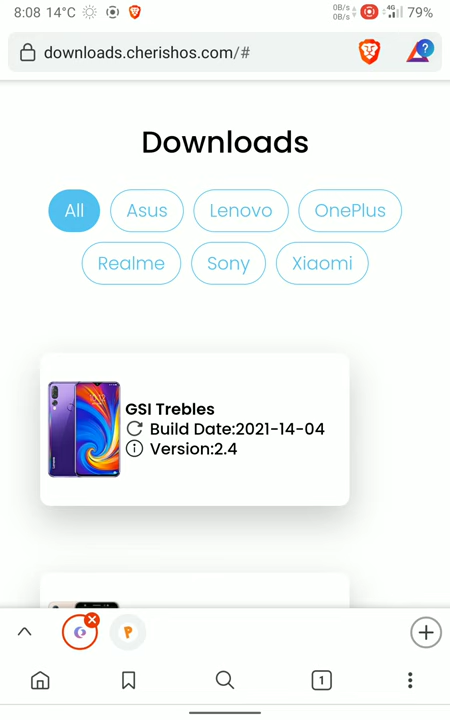 8:08 14°C 0B/s 0B/s 4G 79%
downloads.cherishos.com/#
Downloads
All Asus Lenovo OnePlus
Realme Sony Xiaomi
GSI Trebles
Build Date:2021-14-04
Version:2.4
1